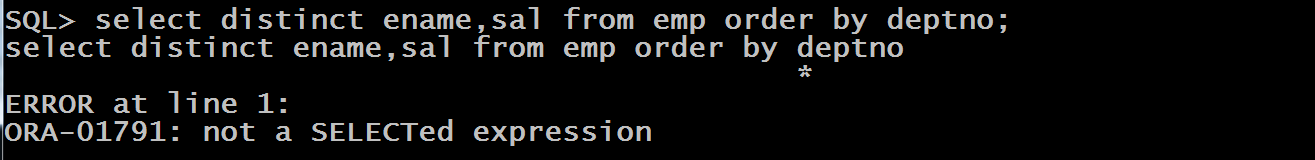 SQL> select distinct ename,sal from emp order by deptno;
select distinct ename,sal from emp order by deptno
*
ERROR at line 1:
ORA-01791: not a SELECTed expression